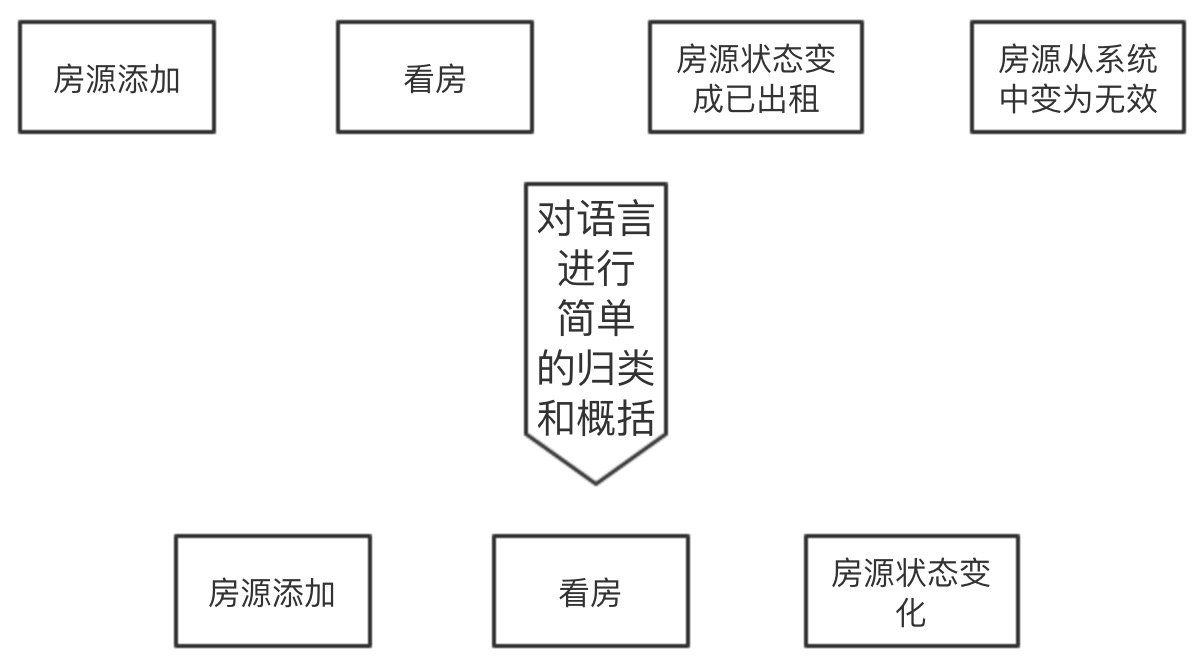 房源添加
看房
房源状态变
成已出租
房源从系统
中变为无效
对语言
进行
简单
的归类
和概括
房源添加
看房
房源状态变
化